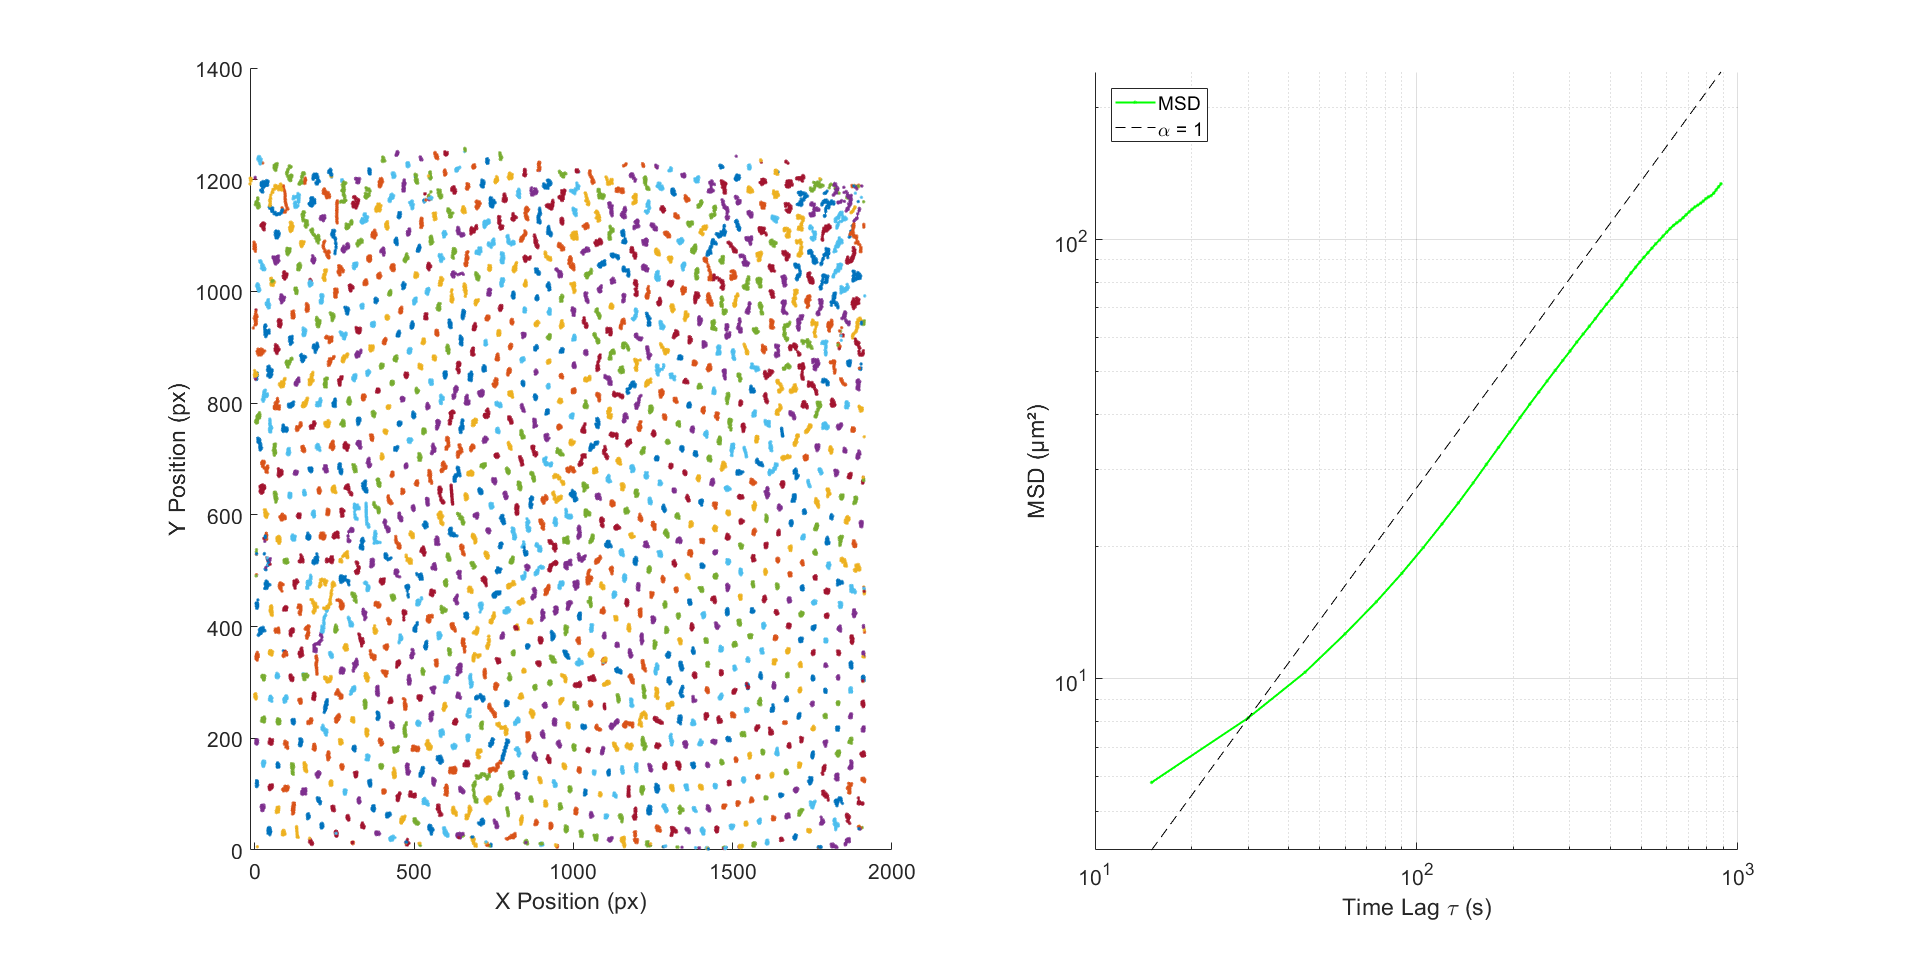 1400
1200
1000
800
600
400
200
0
Y Position (px)
0 500 1000 1500 2000
X Position (px)
MSD
α = 1
10²
10¹
MSD (μm²)
10¹ 10² 10³
Time Lag τ (s)